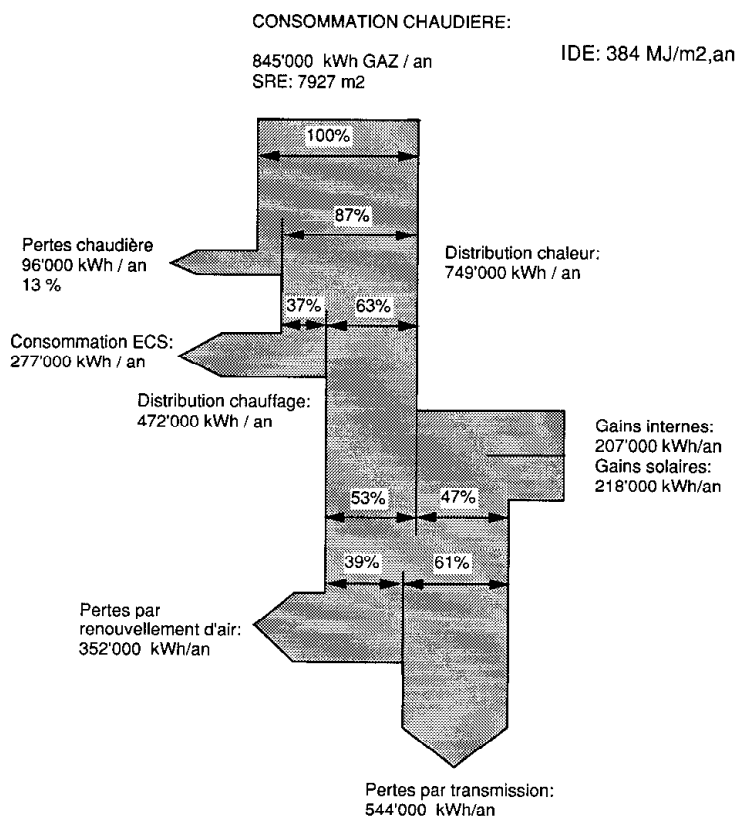 CONSOMMATION CHAUDIERE:
845'000 kWh GAZ / an
SRE: 7927 m2
IDE: 384 MJ/m2,an
100%
87%
Pertes chaudière
96'000 kWh / an
13 %
Distribution chaleur:
749'000 kWh / an
37%
63%
Consommation ECS:
277'000 kWh / an
Distribution chauffage:
472'000 kWh / an
Gains internes:
207'000 kWh/an
Gains solaires:
218'000 kWh/an
53%
47%
39%
61%
Pertes par
renouvellement d'air:
352'000 kWh/an
Pertes par transmission:
544'000 kWh/an